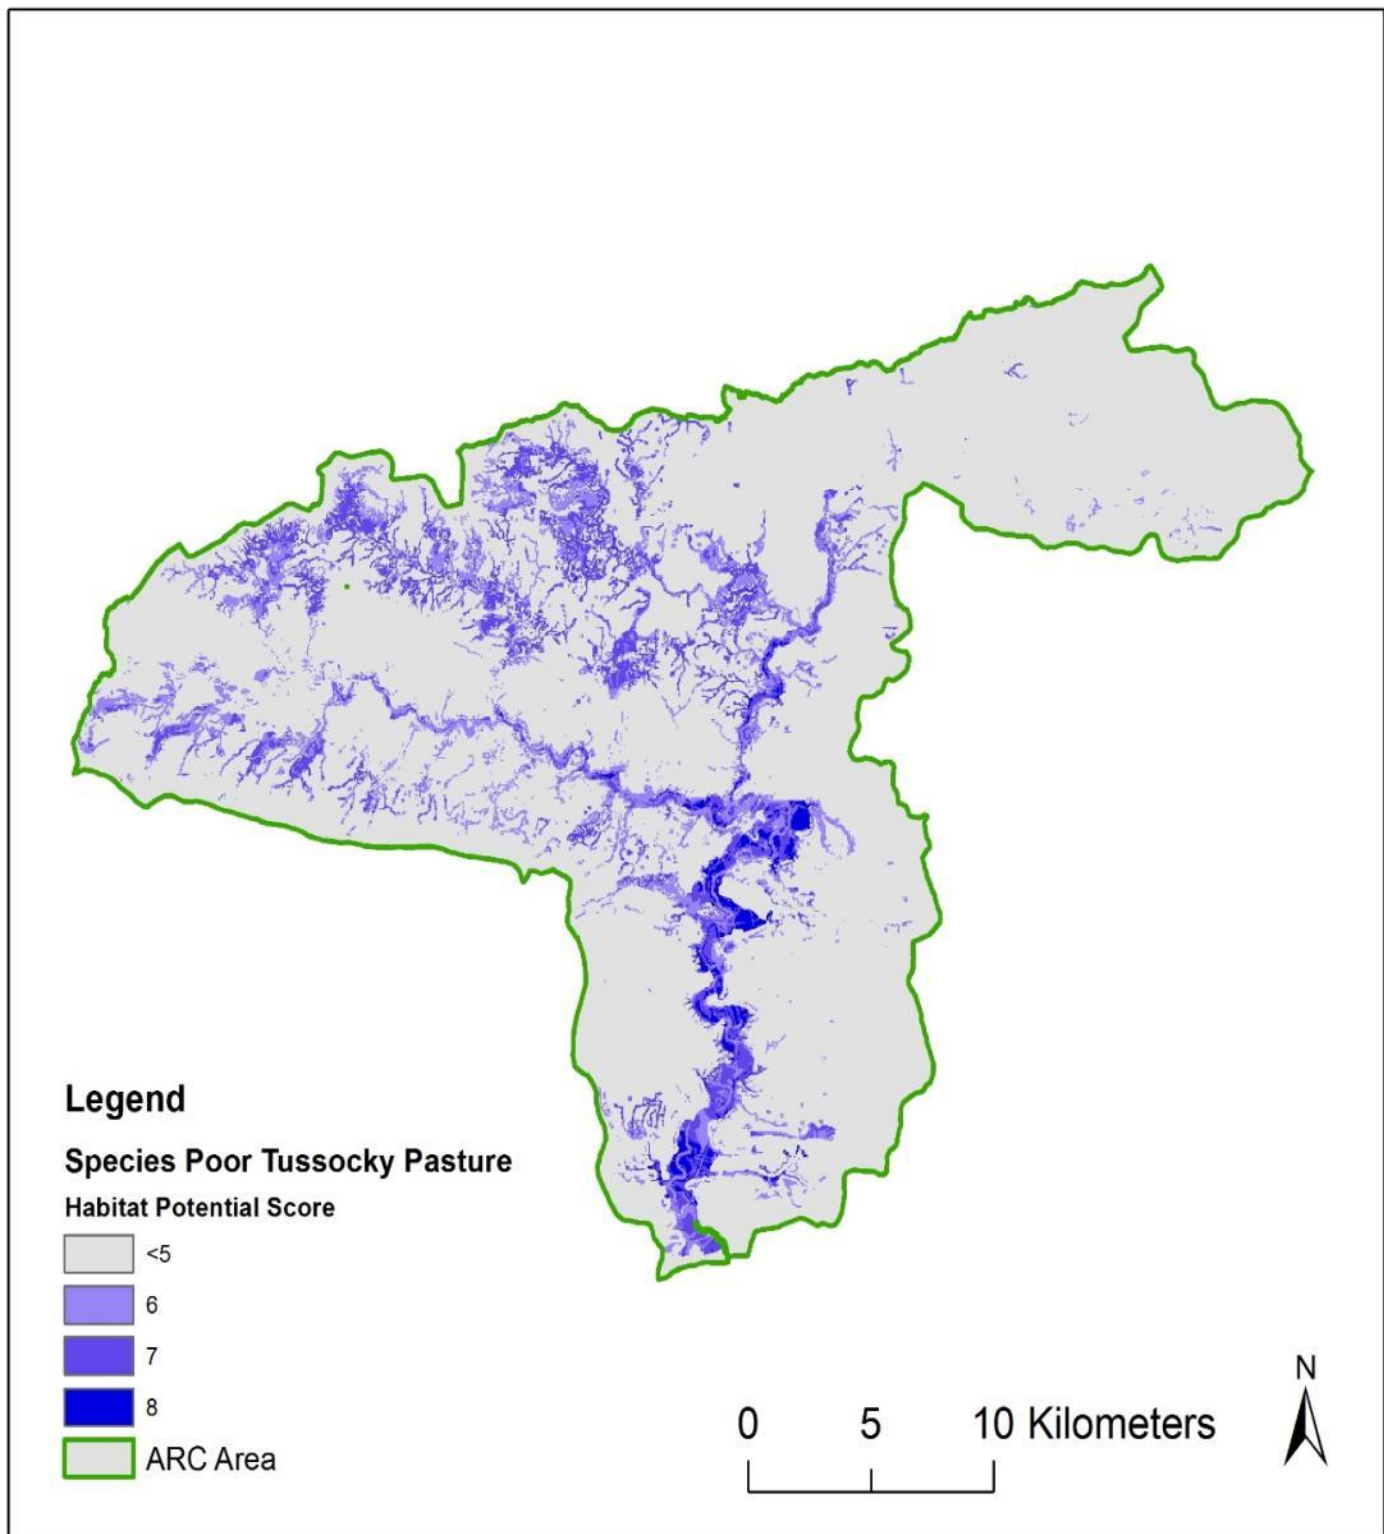 Legend
Species Poor Tussocky Pasture
Habitat Potential Score
<5
6
7
8
ARC Area
0 5 10 Kilometers
N